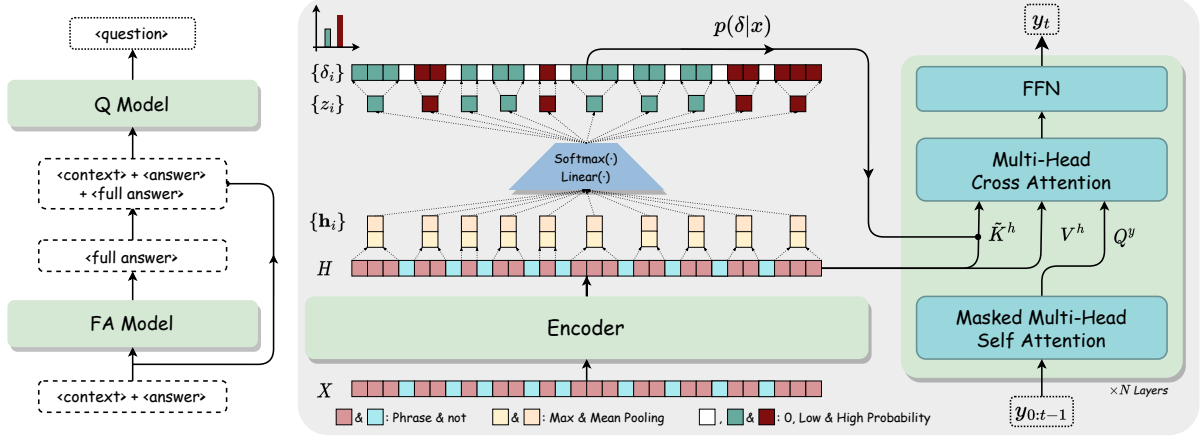 <question>
Q Model
<context> + <answer>
+ <full answer>
<full answer>
FA Model
<context> + <answer>
p(δ|x)
{δ_i}
{z_i}
Softmax(·)
Linear(·)
{h_i}
H
Encoder
X
& : Phrase & not
& : Max & Mean Pooling
, & : 0, Low & High Probability
y_t
FFN
Multi-Head
Cross Attention
K̃^h
V^h
Q^y
Masked Multi-Head
Self Attention
×N Layers
y_{0:t−1}